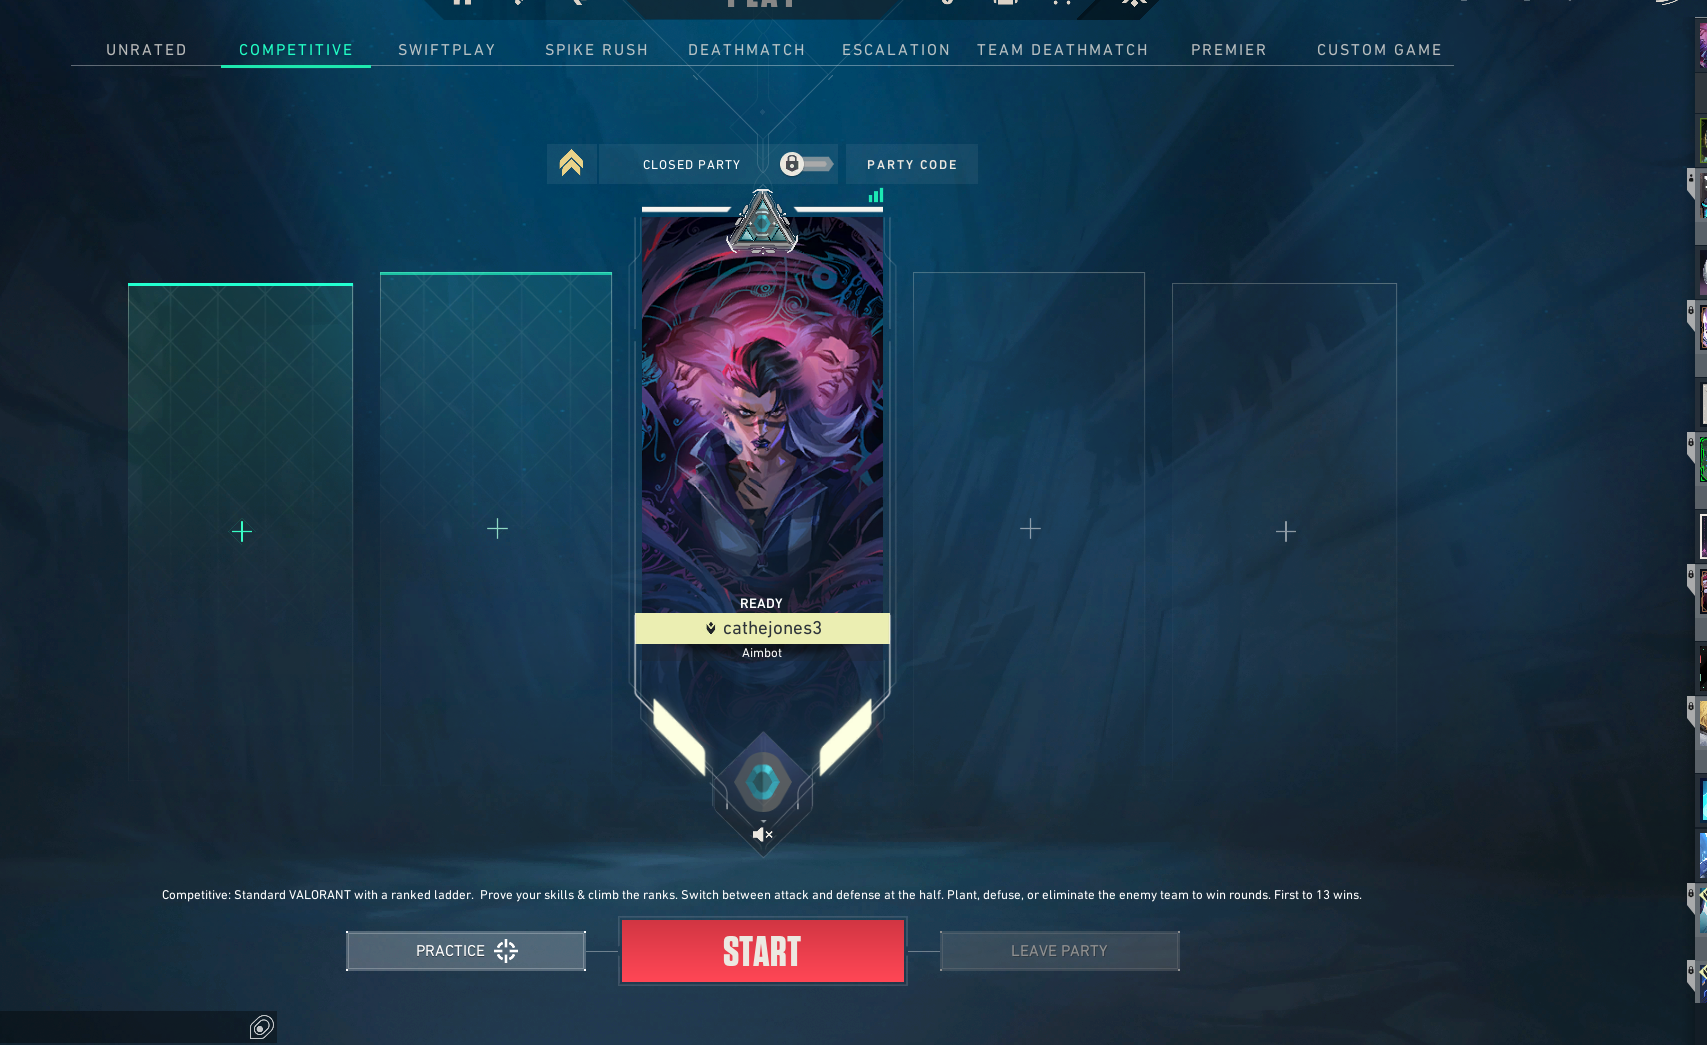 PLAY
UNRATED COMPETITIVE SWIFTPLAY SPIKE RUSH DEATHMATCH ESCALATION TEAM DEATHMATCH PREMIER CUSTOM GAME
CLOSED PARTY PARTY CODE
READY
cathejones3
Aimbot
Competitive: Standard VALORANT with a ranked ladder. Prove your skills & climb the ranks. Switch between attack and defense at the half. Plant, defuse, or eliminate the enemy team to win rounds. First to 13 wins.
PRACTICE START LEAVE PARTY